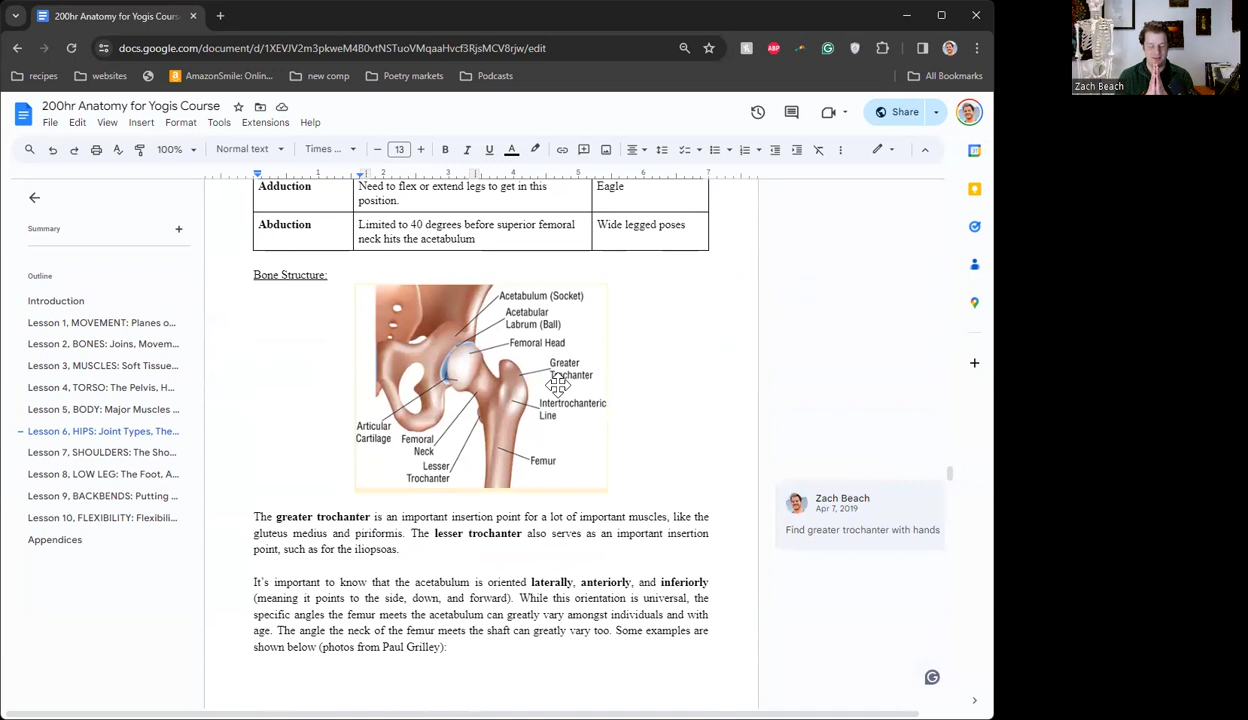 200hr Anatomy for Yogis Cours
docs.google.com/document/d/1XEVJV2m3pkweM480vtNSTuoVMqaaHvcf3RjsMCV8rjw/edit
recipes
websites
AmazonSmile: Onlin...
new comp
Poetry markets
Podcasts
All Bookmarks
200hr Anatomy for Yogis Course
File Edit View Insert Format Tools Extensions Help
Share
100%
Normal text
Times ...
13
B I U A
1 2 3 4 5 6 7
Summary
Outline
Introduction
Lesson 1, MOVEMENT: Planes o...
Lesson 2, BONES: Joins, Movem...
Lesson 3, MUSCLES: Soft Tissue...
Lesson 4, TORSO: The Pelvis, H...
Lesson 5, BODY: Major Muscles ...
Lesson 6, HIPS: Joint Types, The...
Lesson 7, SHOULDERS: The Sho...
Lesson 8, LOW LEG: The Foot, A...
Lesson 9, BACKBENDS: Putting ...
Lesson 10, FLEXIBILITY: Flexibili...
Appendices
Adduction
Need to flex or extend legs to get in this
position.
Eagle
Abduction
Limited to 40 degrees before superior femoral
neck hits the acetabulum
Wide legged poses
Bone Structure:
Acetabulum (Socket)
Acetabular
Labrum (Ball)
Femoral Head
Greater
Trochanter
Intertrochanteric
Line
Articular
Cartilage
Femoral
Neck
Lesser
Trochanter
Femur
The greater trochanter is an important insertion point for a lot of important muscles, like the
gluteus medius and piriformis. The lesser trochanter also serves as an important insertion
point, such as for the iliopsoas.
It's important to know that the acetabulum is oriented laterally, anteriorly, and inferiorly
(meaning it points to the side, down, and forward). While this orientation is universal, the
specific angles the femur meets the acetabulum can greatly vary amongst individuals and with
age. The angle the neck of the femur meets the shaft can greatly vary too. Some examples are
shown below (photos from Paul Grilley):
Zach Beach
Apr 7, 2019
Find greater trochanter with hands
Zach Beach